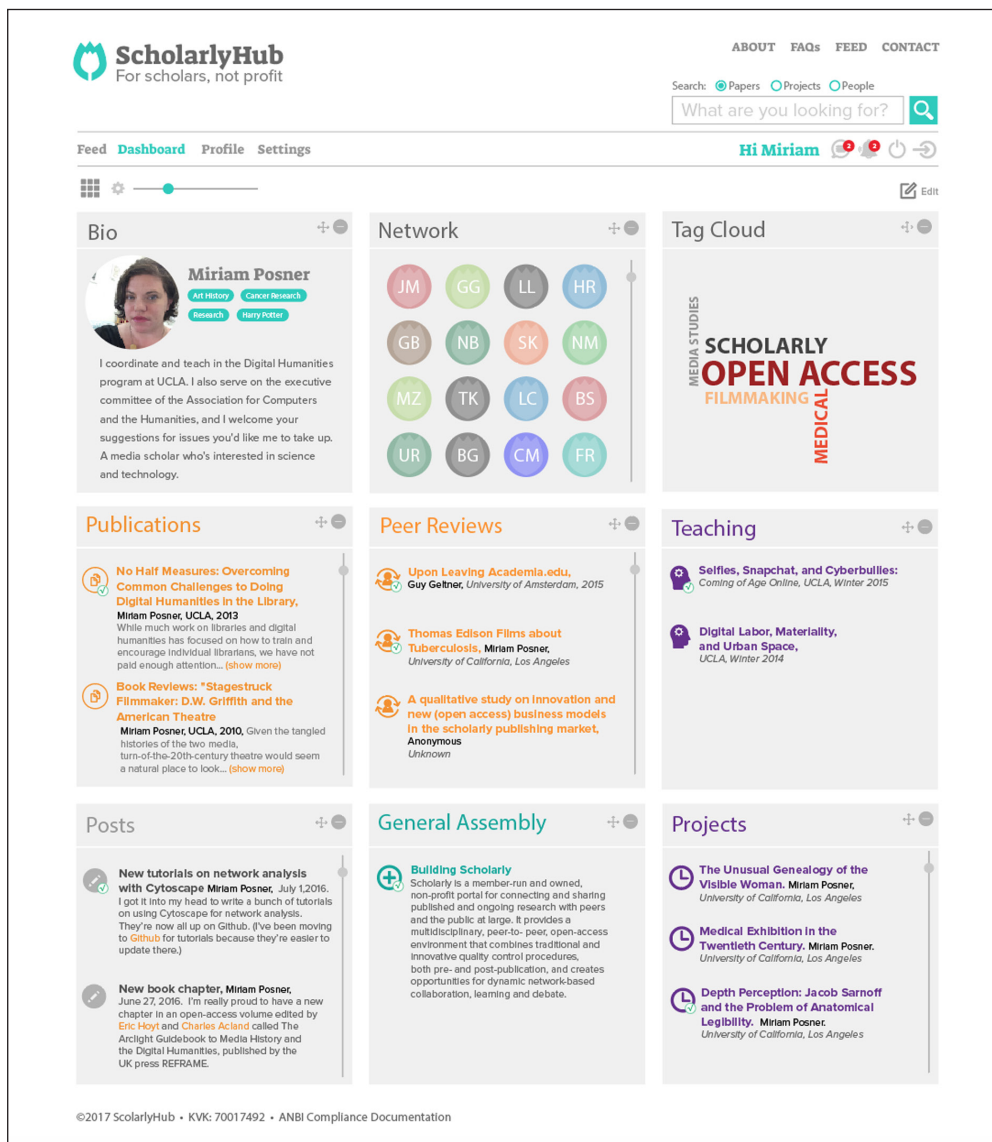 ScholarlyHub
For scholars, not profit
ABOUT FAQs FEED CONTACT
Search: Papers Projects People
What are you looking for?
Feed Dashboard Profile Settings
Hi Miriam 2 2
Edit
Bio
Miriam Posner
Art History Cancer Research
Research Harry Potter
I coordinate and teach in the Digital Humanities
program at UCLA. I also serve on the executive
committee of the Association for Computers
and the Humanities, and I welcome your
suggestions for issues you'd like me to take up.
A media scholar who's interested in science
and technology.
Network
JM GG LL HR
GB NB SK NM
MZ TK LC BS
UR BG CM FR
Tag Cloud
MEDIA STUDIES
SCHOLARLY
OPEN ACCESS
FILMMAKING
MEDICAL
Publications
No Half Measures: Overcoming
Common Challenges to Doing
Digital Humanities in the Library,
Miriam Posner, UCLA, 2013
While much work on libraries and digital
humanities has focused on how to train and
encourage individual librarians, we have not
paid enough attention... (show more)
Book Reviews: "Stagestruck
Filmmaker: D.W. Griffith and the
American Theatre
Miriam Posner, UCLA, 2010, Given the tangled
histories of the two media,
turn-of-the-20th-century theatre would seem
a natural place to look... (show more)
Peer Reviews
Upon Leaving Academia.edu,
Guy Geltner, University of Amsterdam, 2015
Thomas Edison Films about
Tuberculosis, Miriam Posner,
University of California, Los Angeles
A qualitative study on innovation and
new (open access) business models
in the scholarly publishing market,
Anonymous
Unknown
Teaching
Selfies, Snapchat, and Cyberbullies:
Coming of Age Online, UCLA, Winter 2015
Digital Labor, Materiality,
and Urban Space,
UCLA, Winter 2014
Posts
New tutorials on network analysis
with Cytoscape Miriam Posner, July 1,2016.
I got it into my head to write a bunch of tutorials
on using Cytoscape for network analysis.
They're now all up on Github. (I've been moving
to Github for tutorials because they're easier to
update there.)
New book chapter, Miriam Posner,
June 27, 2016. I'm really proud to have a new
chapter in an open-access volume edited by
Eric Hoyt and Charles Acland called The
Arclight Guidebook to Media History and
the Digital Humanities, published by the
UK press REFRAME.
General Assembly
Building Scholarly
Scholarly is a member-run and owned,
non-profit portal for connecting and sharing
published and ongoing research with peers
and the public at large. It provides a
multidisciplinary, peer-to- peer, open-access
environment that combines traditional and
innovative quality control procedures,
both pre- and post-publication, and creates
opportunities for dynamic network-based
collaboration, learning and debate.
Projects
The Unusual Genealogy of the
Visible Woman. Miriam Posner,
University of California, Los Angeles
Medical Exhibition in the
Twentieth Century. Miriam Posner.
University of California, Los Angeles
Depth Perception: Jacob Sarnoff
and the Problem of Anatomical
Legibility. Miriam Posner.
University of California, Los Angeles
©2017 ScolarlyHub • KVK: 70017492 • ANBI Compliance Documentation